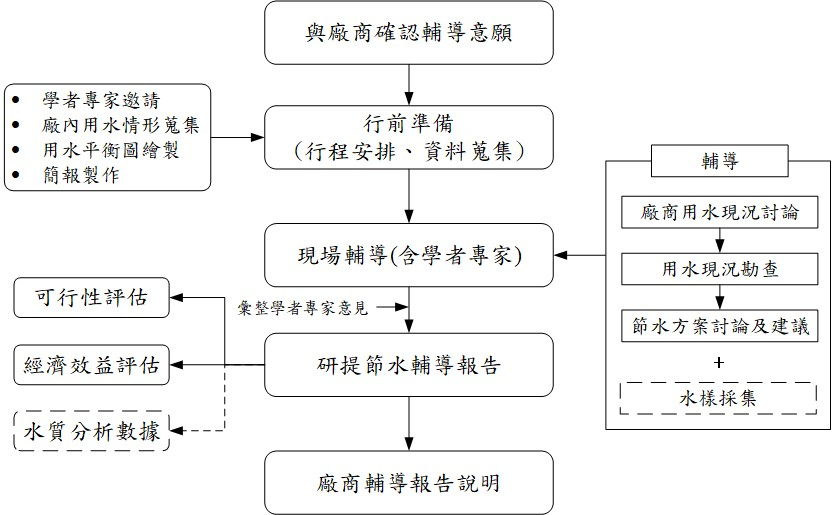 與廠商確認輔導意願
• 學者專家邀請
• 廠內用水情形蒐集
• 用水平衡圖繪製
• 簡報製作
行前準備
（行程安排、資料蒐集）
輔導
廠商用水現況討論
用水現況勘查
節水方案討論及建議
+
水樣採集
現場輔導(含學者專家)
彙整學者專家意見
可行性評估
經濟效益評估
水質分析數據
研提節水輔導報告
廠商輔導報告說明